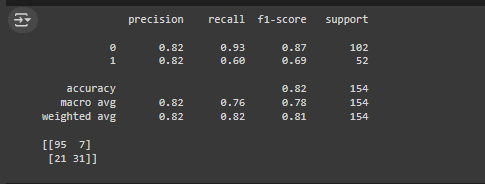 precision recall f1-score support
0 0.82 0.93 0.87 102
1 0.82 0.60 0.69 52
accuracy 0.82 154
macro avg 0.82 0.76 0.78 154
weighted avg 0.82 0.82 0.81 154
[[95 7]
[21 31]]